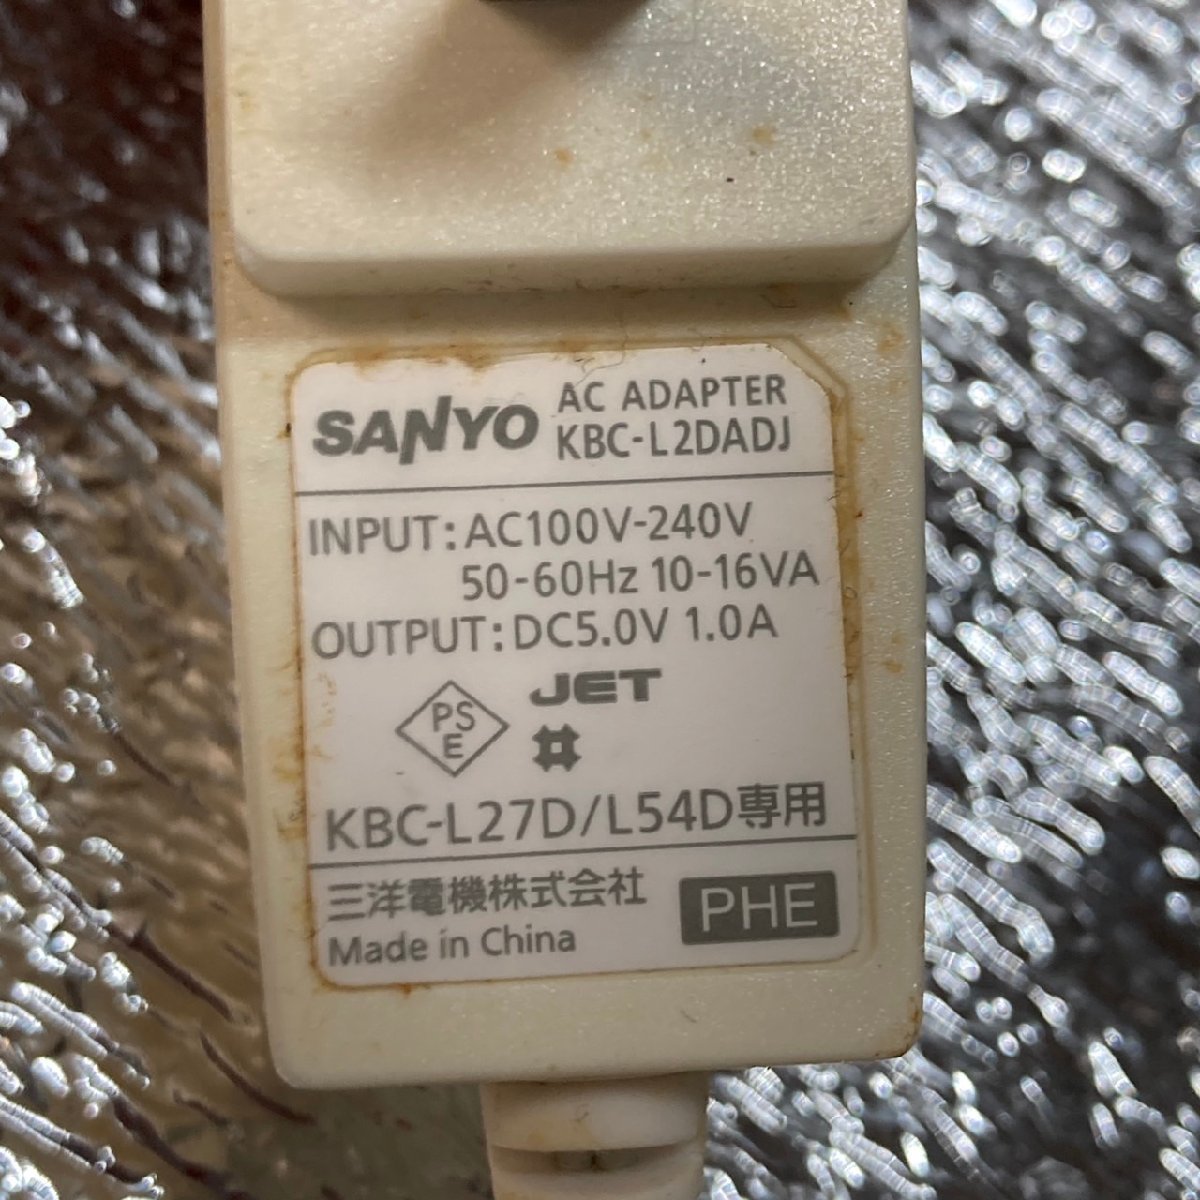 SANYO AC ADAPTER
KBC-L2DADJ
INPUT: AC100V-240V
50-60Hz 10-16VA
OUTPUT: DC5.0V 1.0A
PS
E
JET
KBC-L27D/L54D専用
三洋電機株式会社
Made in China
PHE